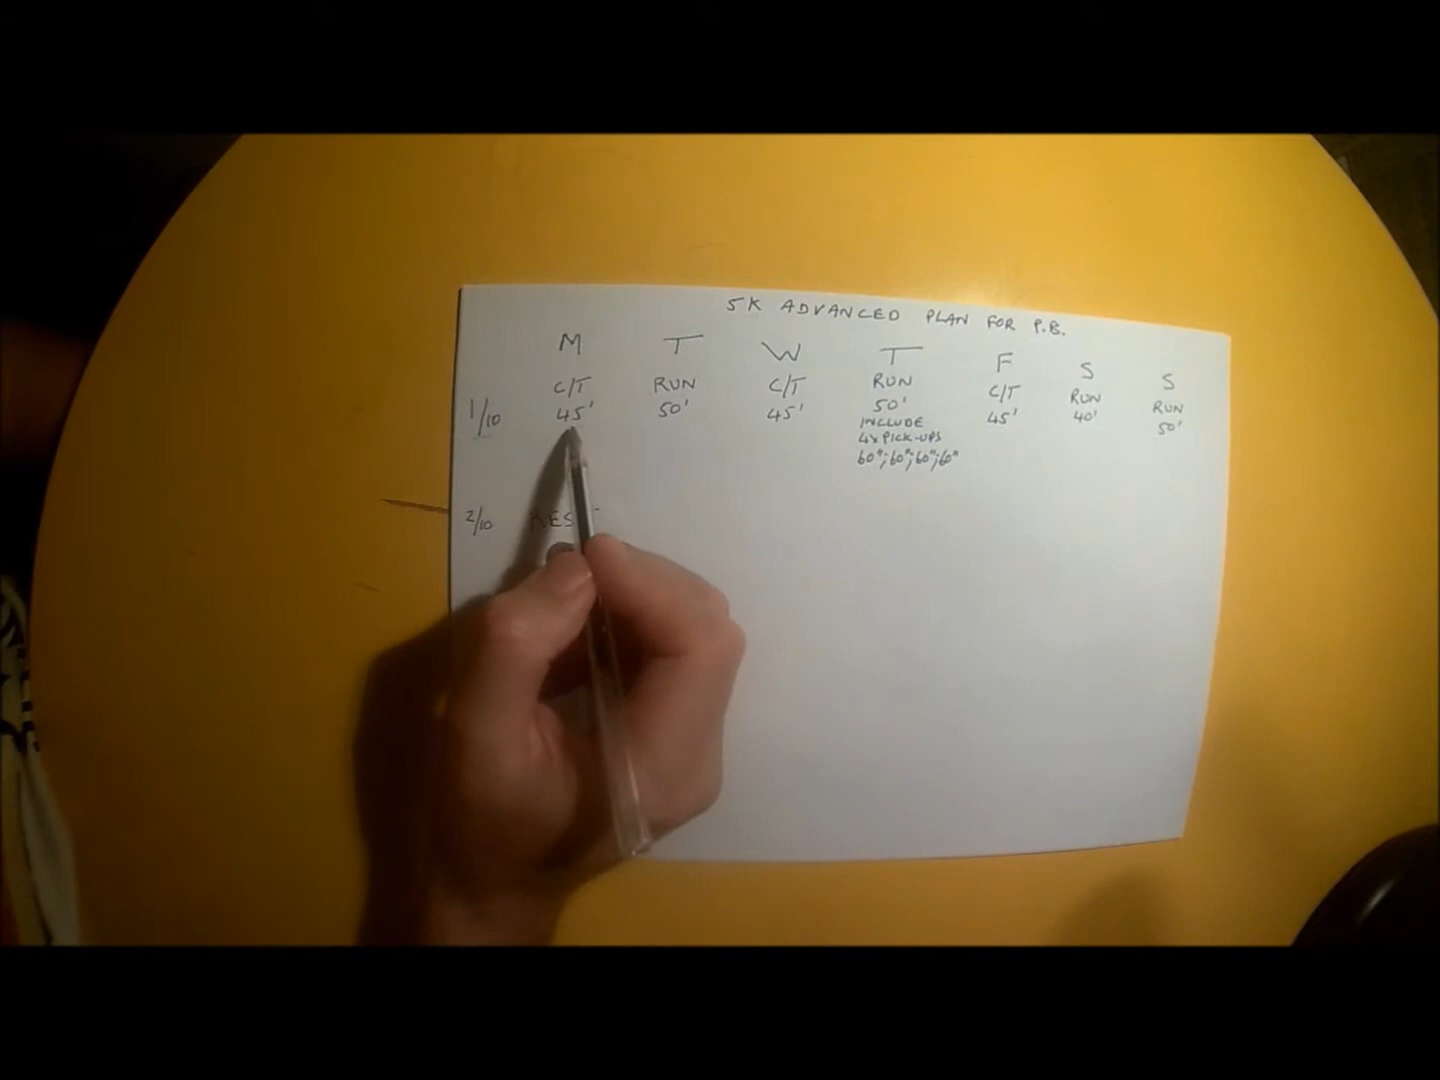 5K ADVANCED PLAN FOR P.B.
M T W T F S S
C/T RUN C/T RUN C/T RUN RUN
1/10 45' 50' 45' 50' 45' 40' 50'
INCLUDE
4x PICK-UPS
60"; 60"; 60"; 60"
2/10